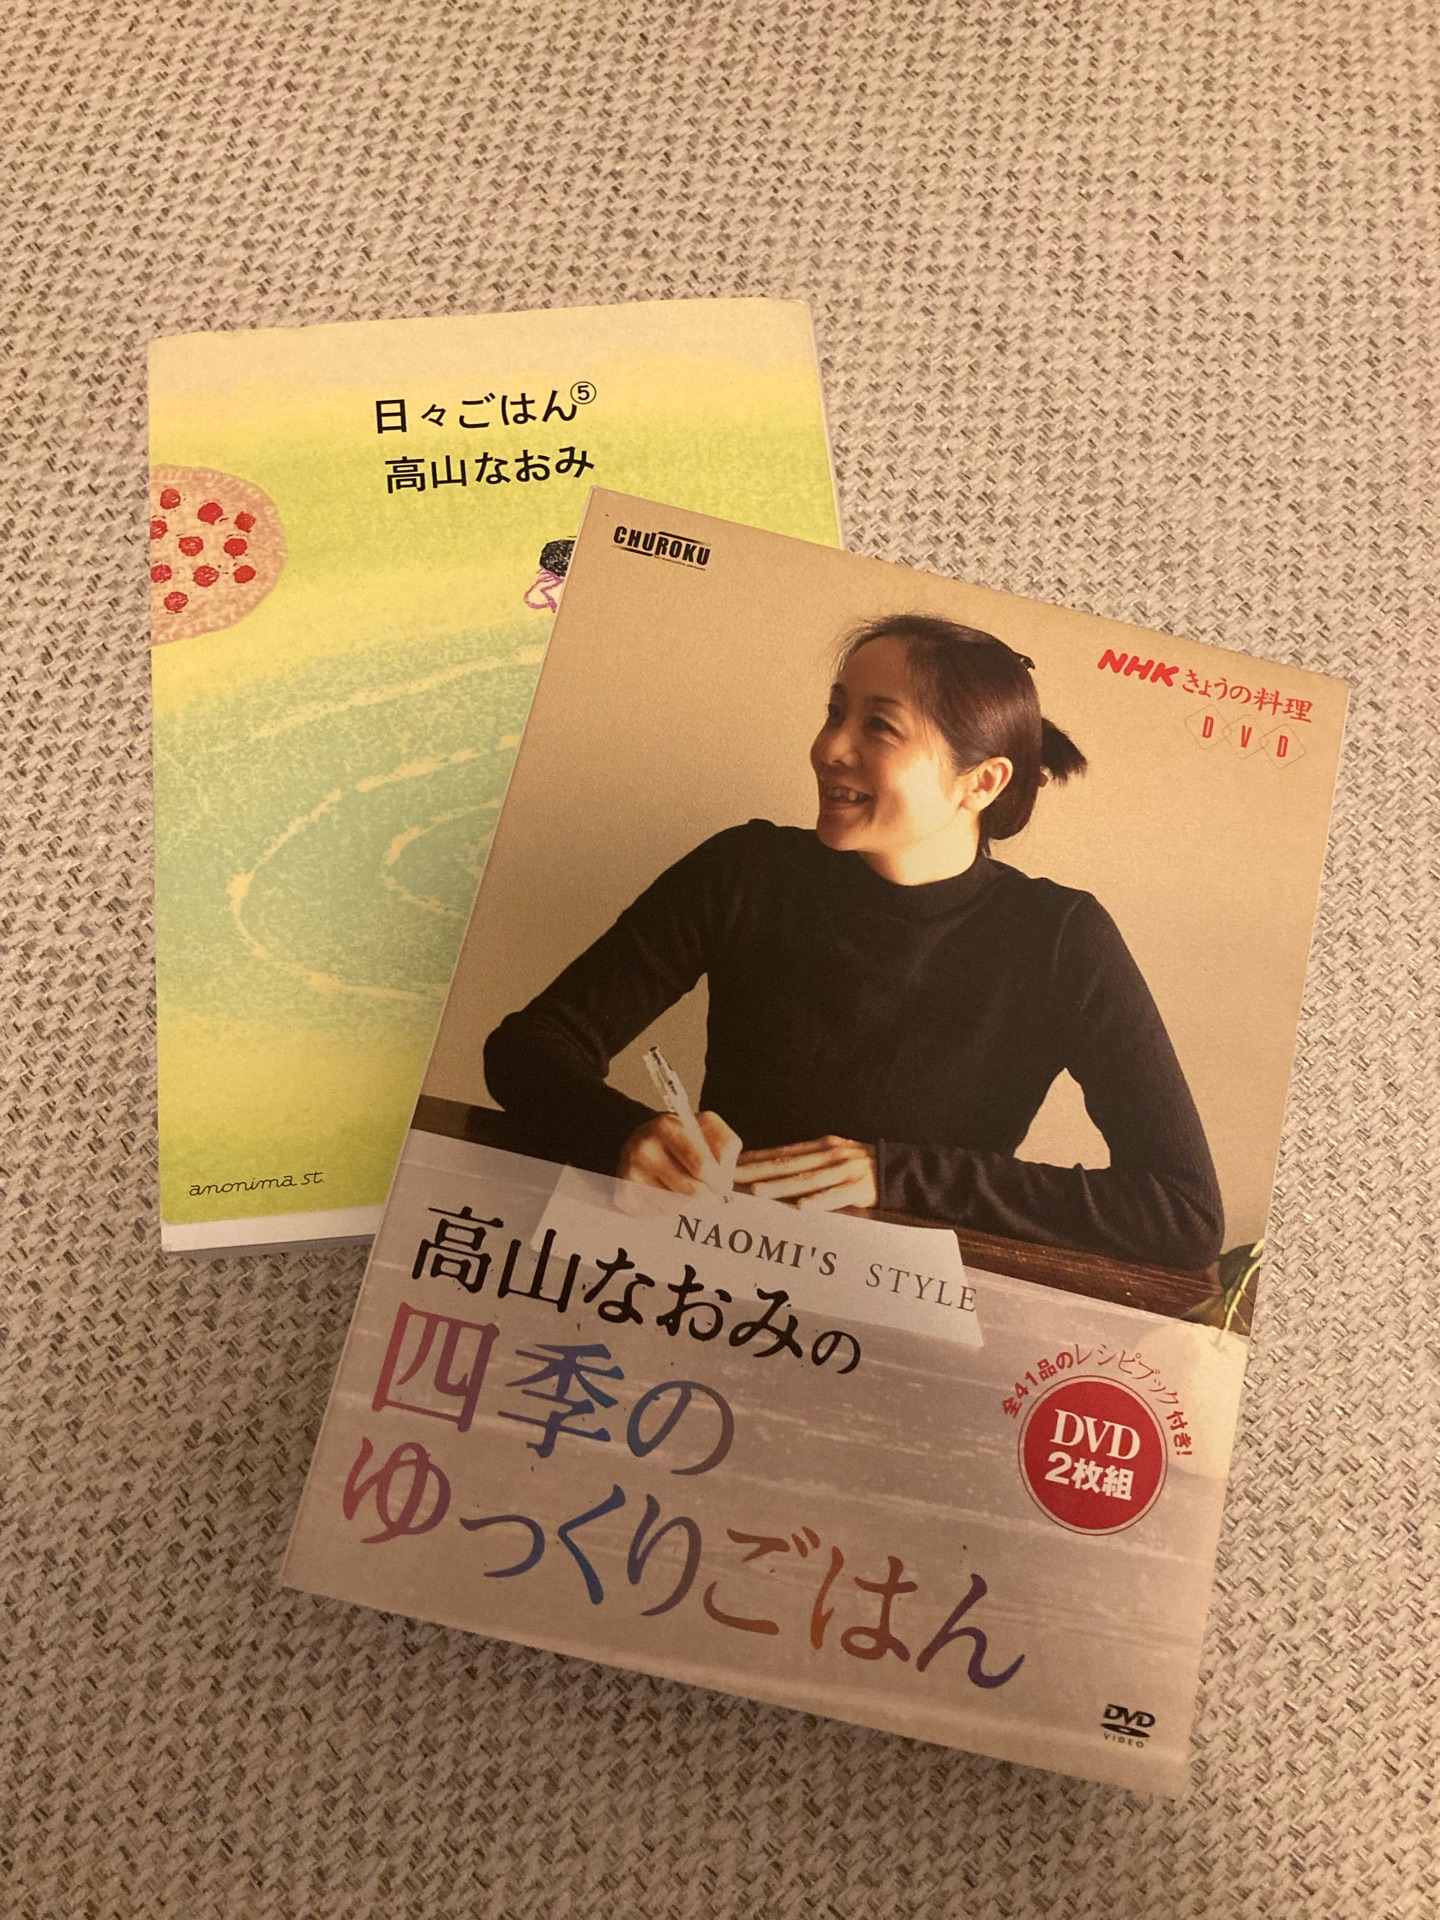 日々ごはん⑤
高山なおみ
anonima st.
CHUROKU
NHKきょうの料理
DVD
NAOMI'S STYLE
高山なおみの
四季の
ゆっくりごはん
全41品のレシピブック付き!
DVD
2枚組
DVD
VIDEO